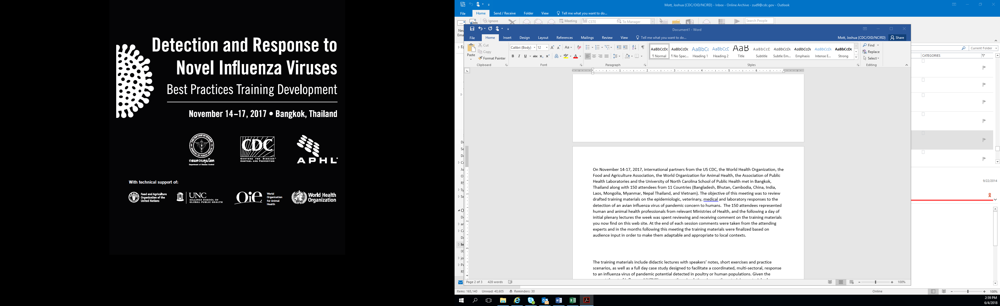 Detection and Response to
Novel Influenza Viruses
Best Practices Training Development
November 14–17, 2017 • Bangkok, Thailand
กรมควบคุมโรค
Department of Disease Control
CDC
CENTERS FOR DISEASE
CONTROL AND PREVENTION
APHL
With technical support of:
Food and Agriculture
Organization of the
United Nations
UNC
GILLINGS SCHOOL OF
GLOBAL PUBLIC HEALTH
Oie
World
Organisation
for Animal
Health
World Health
Organization
Mott, Joshua (CDC/OID/NCIRD) - Inbox - Online Archive - zud9@cdc.gov - Outlook
File Home Send / Receive Folder View Tell me what you want to do...
Ignore Meeting CSTE To Manager Search People
Document1 - Word
File Home Insert Design Layout References Mailings Review View Tell me what you want to do... Mott, Joshua (CDC/OID/NCIRD) Share
Cut
Copy
Format Painter
Paste
Clipboard
Calibri (Body) 12
Font
Paragraph
AaBbCcDc AaBbCcDc AaBbC( AaBbCcE AaB AaBbCcD AaBbCcDc AaBbCcDc AaBbCcDc AaBbCcDc
¶ Normal ¶ No Spac... Heading 1 Heading 2 Title Subtitle Subtle Em... Emphasis Intense E... Strong
Styles
Find
Replace
Select
Editing
Current Folder
CATEGORIES
9/22/2014
On November 14-17, 2017, international partners from the US CDC, the World Health Organization, the
Food and Agriculture Association, the World Organization for Animal Health, the Association of Public
Health Laboratories and the University of North Carolina School of Public Health met in Bangkok,
Thailand along with 150 attendees from 11 Countries (Bangladesh, Bhutan, Cambodia, China, India,
Laos, Mongolia, Myanmar, Nepal Thailand, and Vietnam). The objective of this meeting was to review
drafted training materials on the epidemiologic, veterinary, medical and laboratory responses to the
detection of an avian influenza virus of pandemic concern to humans.  The 150 attendees represented
human and animal health professionals from relevant Ministries of Health, and the following a day of
initial plenary lectures the week was spent reviewing and receiving comment on the training materials
you now find on this web site. At the end of each session comments were taken from the attending
experts and in the months following this meeting the training materials were finalized based on
audience input in order to make them adaptable and appropriate to local contexts.
The training materials include didactic lectures with speakers’ notes, short exercises and practice
scenarios, as well as a full day case study designed to facilitate a coordinated, multi-sectoral, response
to an influenza virus of pandemic potential detected in poultry or human populations. Given the
Page 2 of 3 428 words 100%
Items: 165,140 Unread: 40,605 Reminders: 30 Online 100%
2:59 PM
6/4/2018